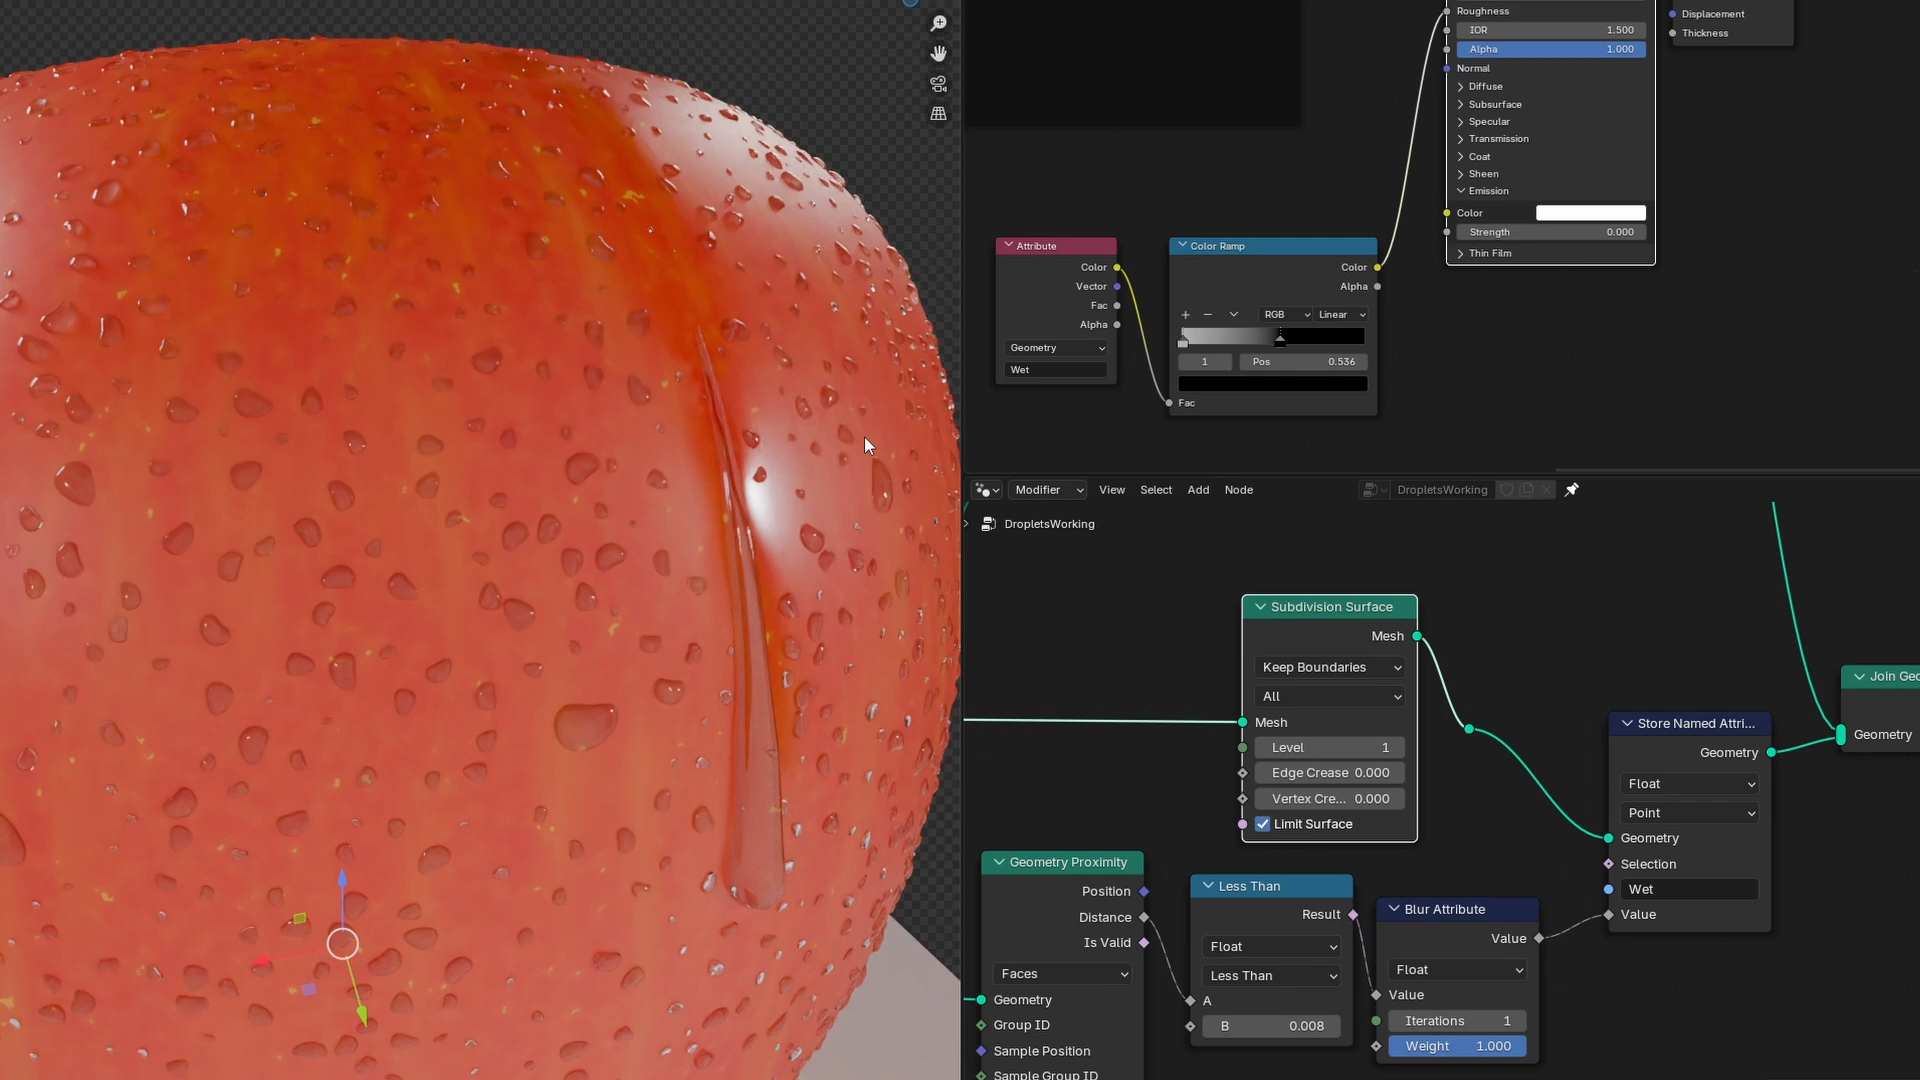 Roughness
IOR 1.500
Alpha 1.000
Normal
Diffuse
Subsurface
Specular
Transmission
Coat
Sheen
Emission
Color
Strength 0.000
Thin Film
Displacement
Thickness
Attribute
Color
Vector
Fac
Alpha
Geometry
Wet
Color Ramp
Color
Alpha
RGB Linear
1 Pos 0.536
Fac
Modifier View Select Add Node DropletsWorking
DropletsWorking
Subdivision Surface
Mesh
Keep Boundaries
All
Mesh
Level 1
Edge Crease 0.000
Vertex Cre... 0.000
Limit Surface
Store Named Attri...
Geometry
Float
Point
Geometry
Selection
Wet
Value
Join Geo
Geometry
Geometry Proximity
Position
Distance
Is Valid
Faces
Geometry
Group ID
Sample Position
Sample Group ID
Less Than
Result
Float
Less Than
A
B 0.008
Blur Attribute
Value
Float
Value
Iterations 1
Weight 1.000